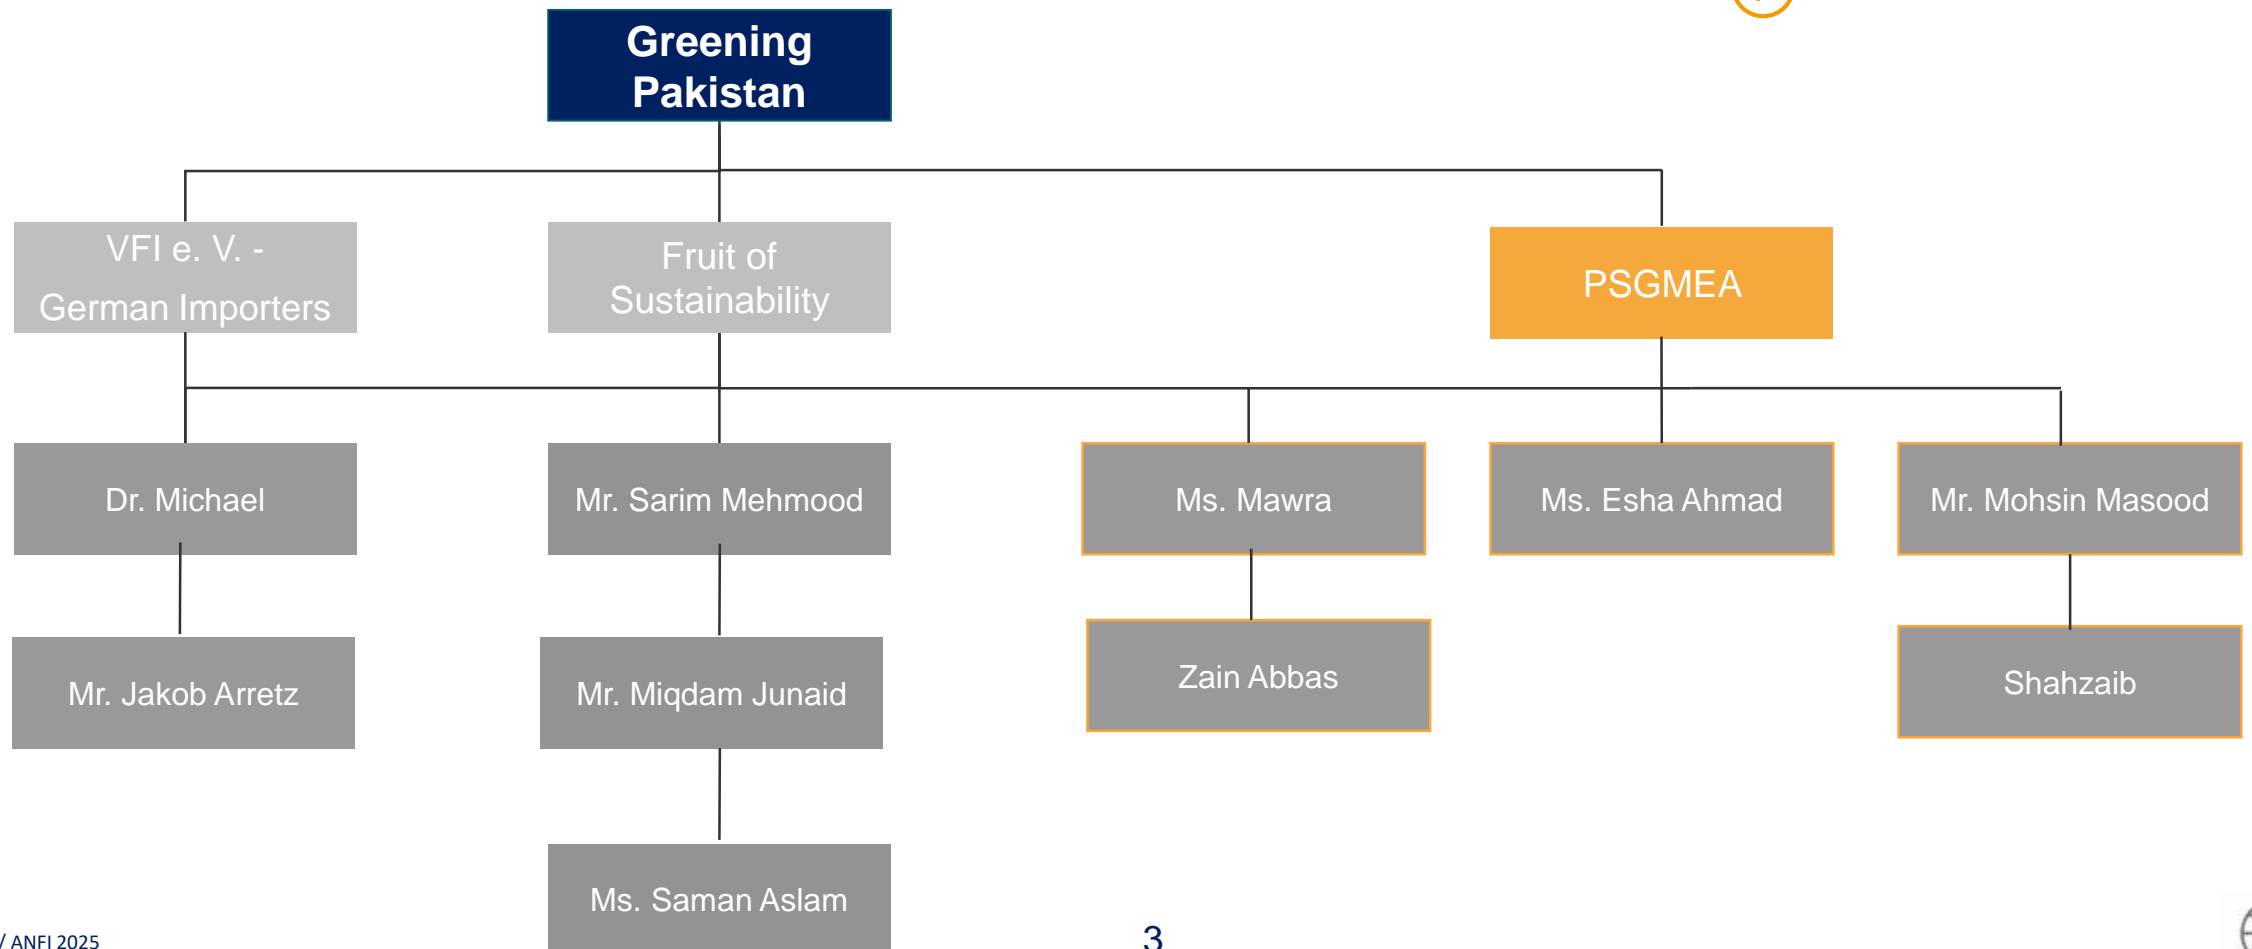 Greening
Pakistan
VFI e. V. -
German Importers
Fruit of
Sustainability
PSGMEA
Dr. Michael
Mr. Sarim Mehmood
Ms. Mawra
Ms. Esha Ahmad
Mr. Mohsin Masood
Mr. Jakob Arretz
Mr. Miqdam Junaid
Zain Abbas
Shahzaib
Ms. Saman Aslam
/ ANFI 2025
3